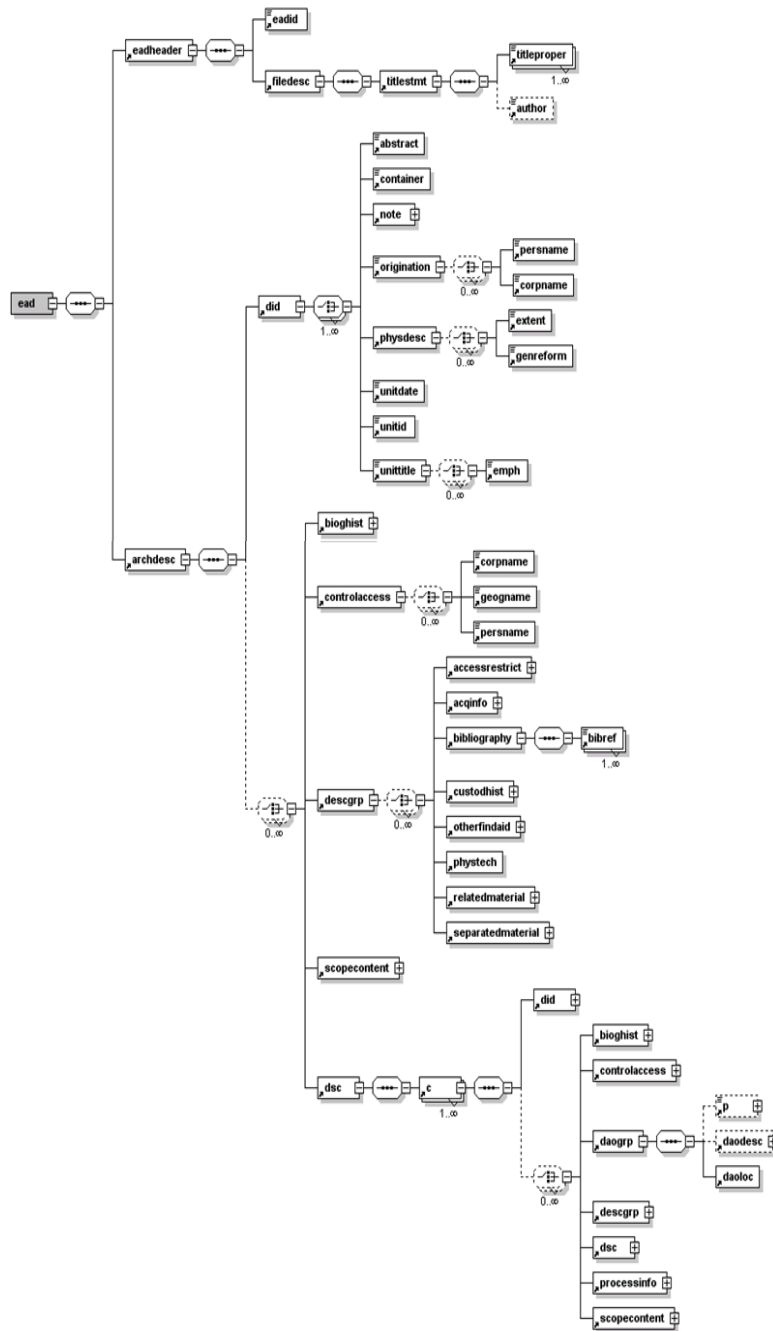 eadid
eadheader
titleproper
filedesc
titlestmt
1..∞
author
abstract
container
note
persname
origination
0..∞
corpname
ead
did
1..∞
extent
physdesc
0..∞
genreform
unitdate
unitid
unittitle
emph
0..∞
bioghist
archdesc
corpname
controlaccess
geogname
0..∞
persname
accessrestrict
acqinfo
bibliography
bibref
1..∞
custodhist
descgrp
0..∞
0..∞
otherfindaid
phystech
relatedmaterial
separatedmaterial
scopecontent
did
bioghist
controlaccess
dsc
c
1..∞
p
daogrp
daodesc
daoloc
0..∞
descgrp
dsc
processinfo
scopecontent